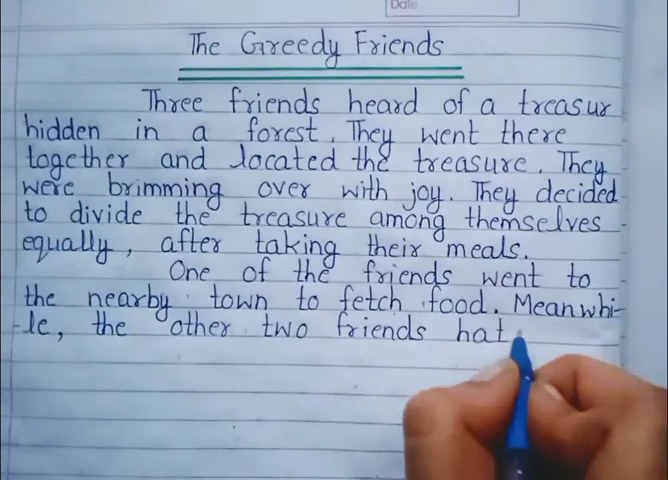 Date
The Greedy Friends
Three friends heard of a treasur
hidden in a forest. They went there
together and located the treasure. They
were brimming over with joy. They decided
to divide the treasure among themselves
equally, after taking their meals.
One of the friends went to
the nearby town to fetch food. Meanwhi-
-le, the other two friends hat